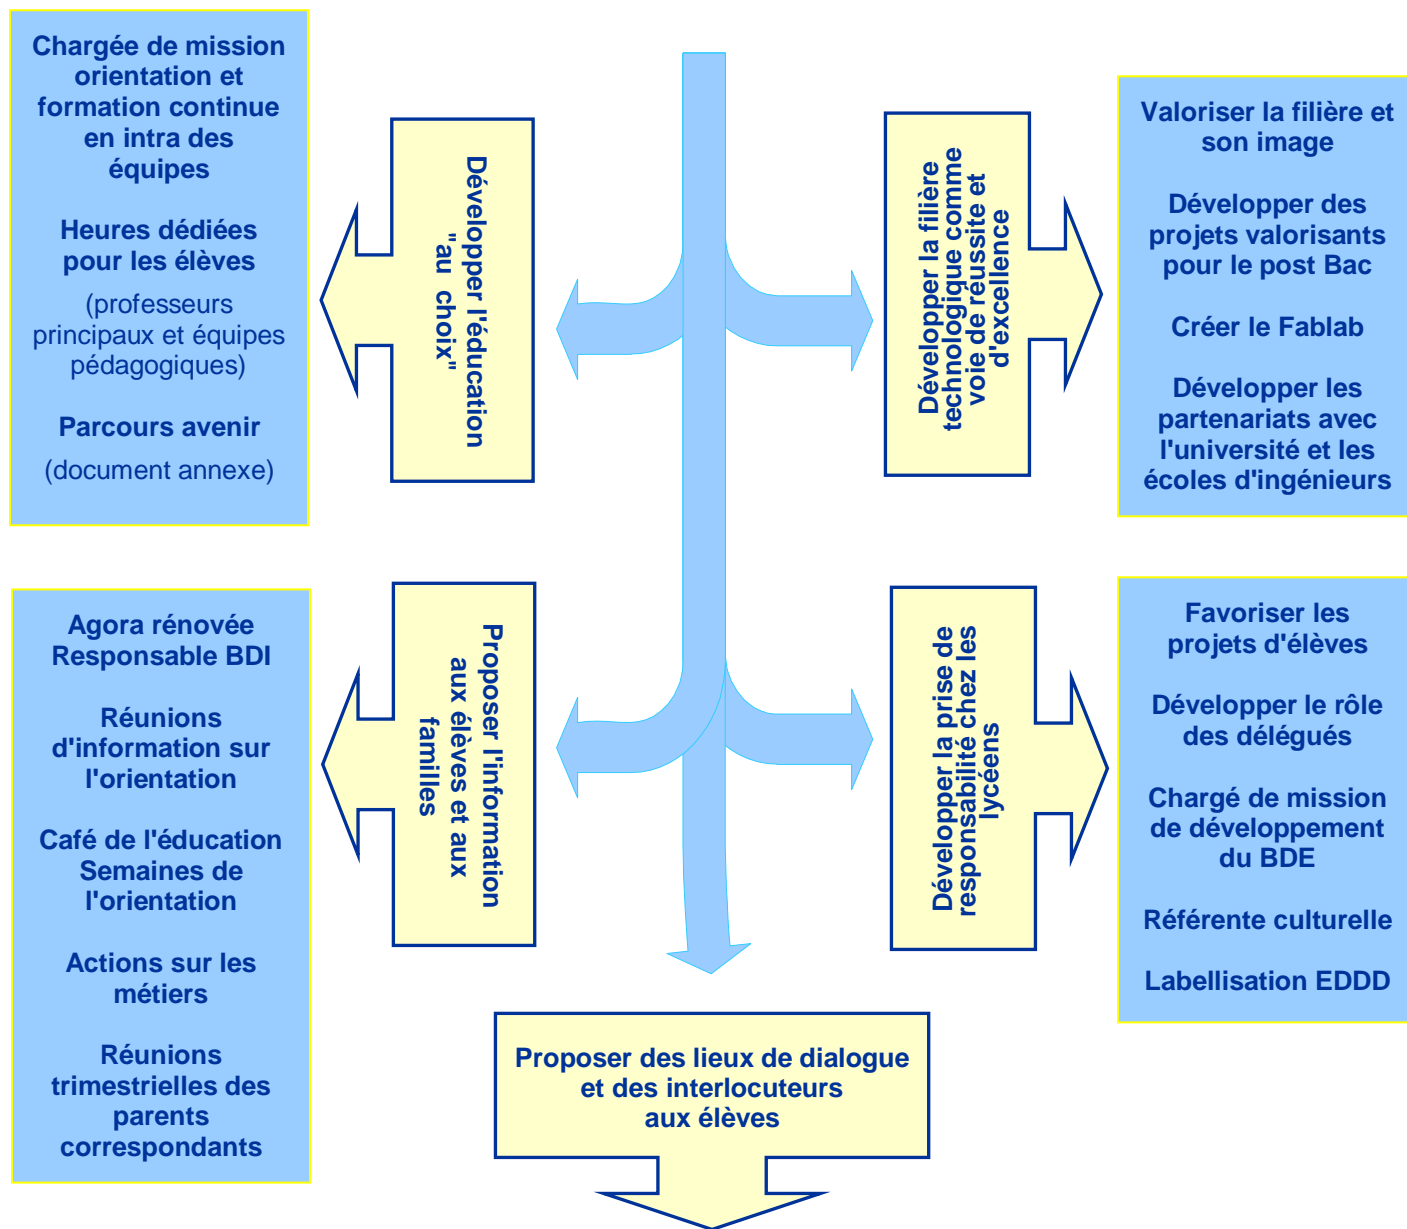 Chargée de mission
orientation et
formation continue
en intra des
équipes
Heures dédiées
pour les élèves
(professeurs
principaux et équipes
pédagogiques)
Parcours avenir
(document annexe)
Développer l'éducation
"au choix"
Développer la filière
technologique comme
voie de réussite et
d'excellence
Valoriser la filière et
son image
Développer des
projets valorisants
pour le post Bac
Créer le Fablab
Développer les
partenariats avec
l'université et les
écoles d'ingénieurs
Agora rénovée
Responsable BDI
Réunions
d'information sur
l'orientation
Café de l'éducation
Semaines de
l'orientation
Actions sur les
métiers
Réunions
trimestrielles des
parents
correspondants
Proposer l'information
aux élèves et aux
familles
Développer la prise de
responsabilité chez les
lycéens
Favoriser les
projets d'élèves
Développer le rôle
des délégués
Chargé de mission
de développement
du BDE
Référente culturelle
Labellisation EDDD
Proposer des lieux de dialogue
et des interlocuteurs
aux élèves